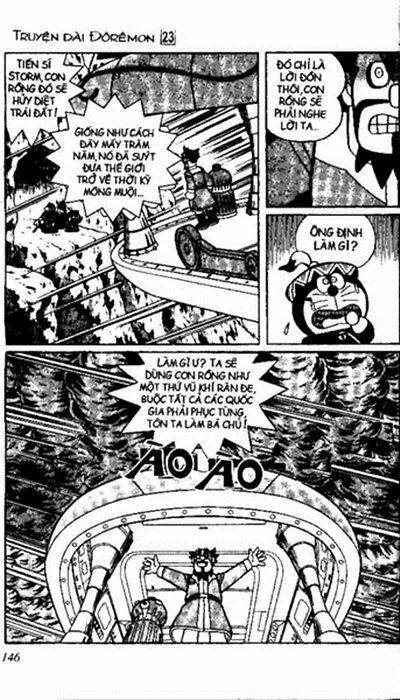 TRUYỆN DÀI ĐÔRÊMON 23
TIẾN SĨ
STORM, CON
RỒNG ĐÓ SẼ
HỦY DIỆT
TRÁI ĐẤT!
GIỐNG NHƯ CÁCH
ĐÂY MẤY TRĂM
NĂM, NÓ ĐÃ SUÝT
ĐƯA THẾ GIỚI
TRỞ VỀ THỜI KỲ
MÔNG MUỘI...
ĐÓ CHỈ LÀ
LỜI ĐỒN
THÔI, CON
RỒNG SẼ
PHẢI NGHE
LỜI TA...
ÔNG ĐỊNH
LÀM GÌ?
LÀM GÌ Ư? TA SẼ
DÙNG CON RỒNG NHƯ
MỘT THỨ VŨ KHÍ RĂN ĐE,
BUỘC TẤT CẢ CÁC QUỐC
GIA PHẢI PHỤC TÙNG,
TÔN TA LÀM BÁ CHỦ!
ÀO ÀO
146